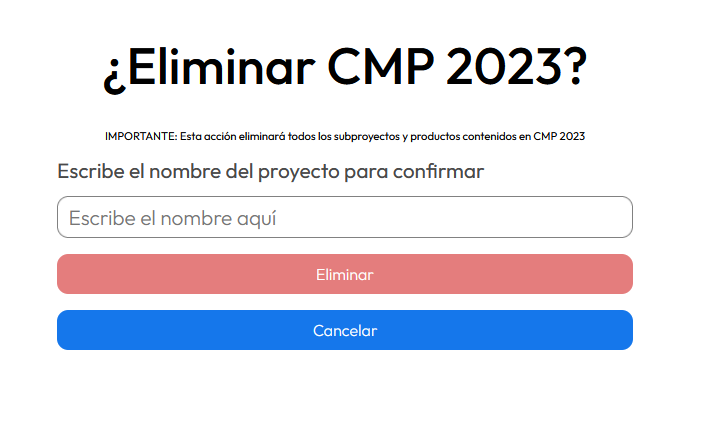 ¿Eliminar CMP 2023?
IMPORTANTE: Esta acción eliminará todos los subproyectos y productos contenidos en CMP 2023
Escribe el nombre del proyecto para confirmar
Escribe el nombre aquí
Eliminar
Cancelar